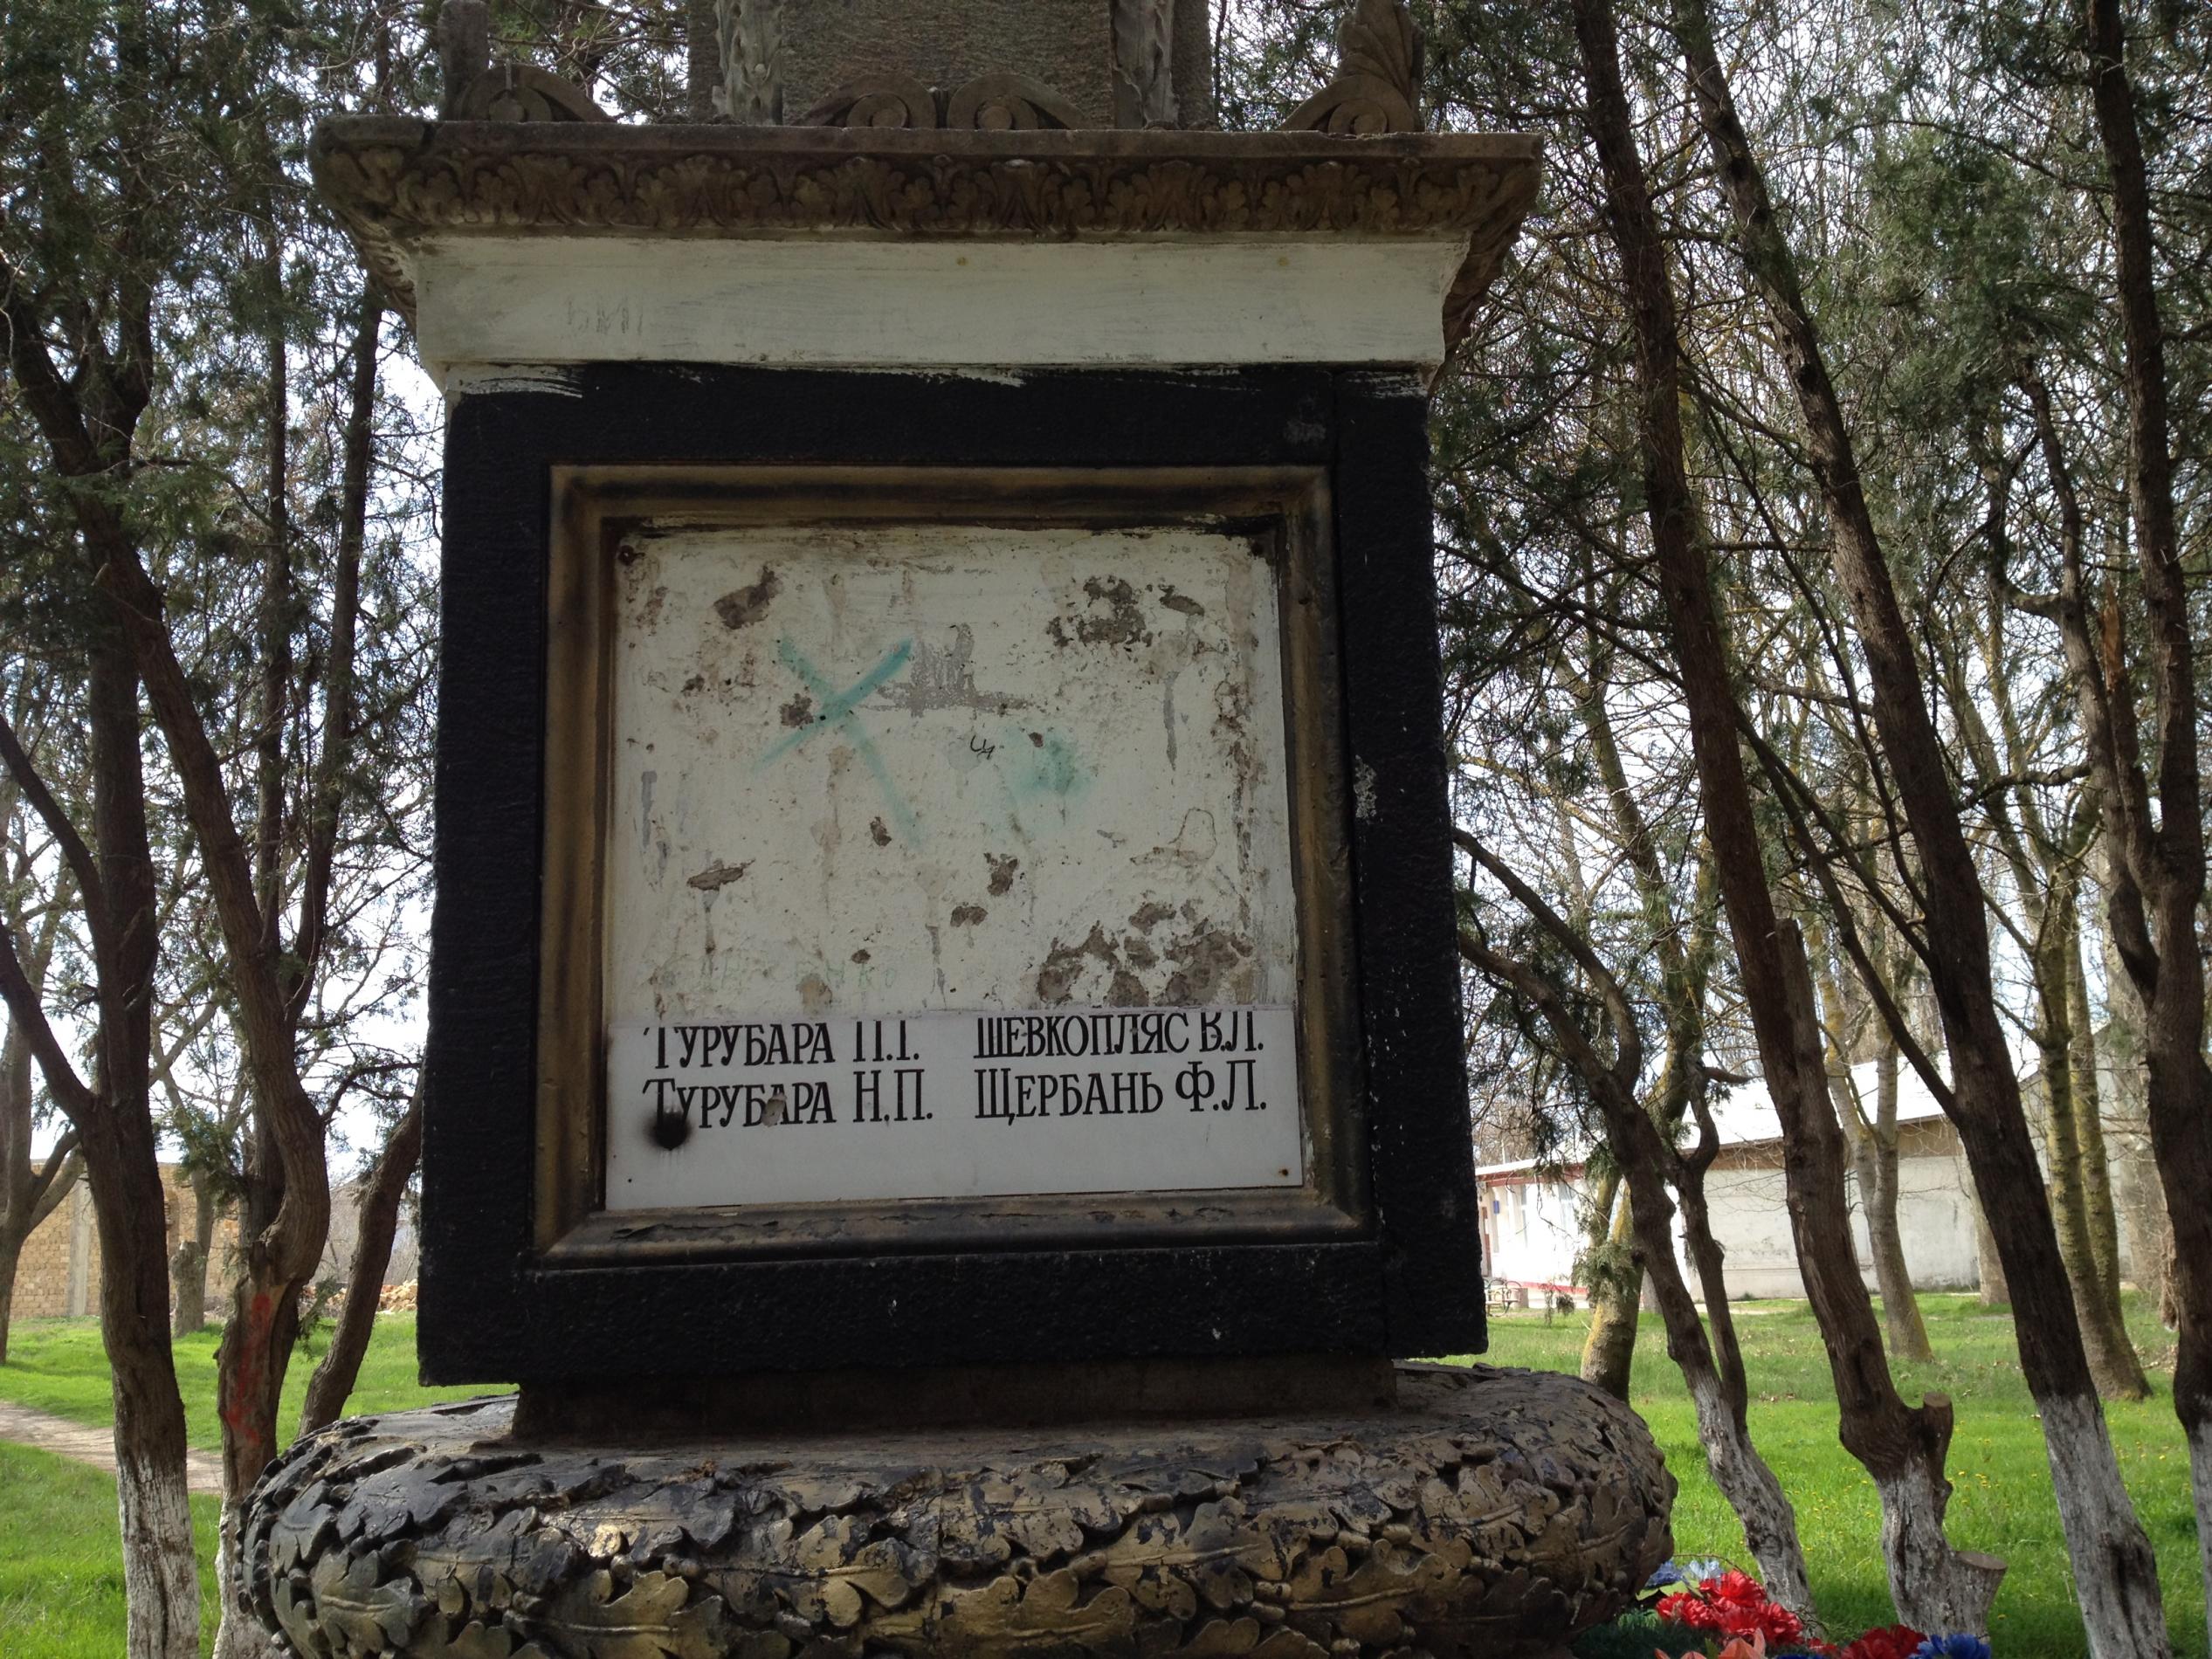 Турубара П.Г. Шевкопляс В.Л.
Турубара Н.П. Щербань Ф.Л.